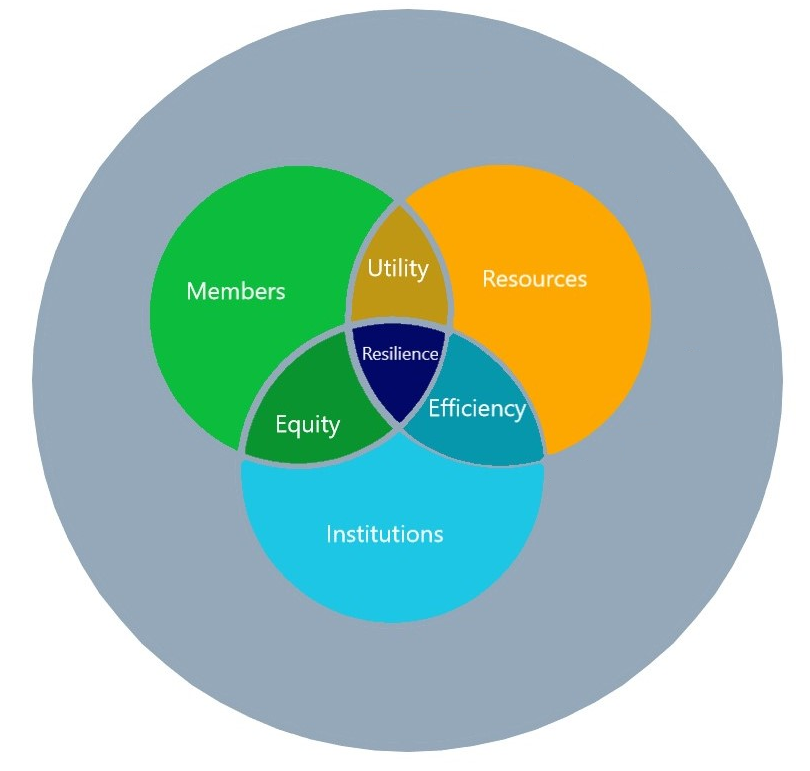 Utility
Members
Resources
Resilience
Equity
Efficiency
Institutions